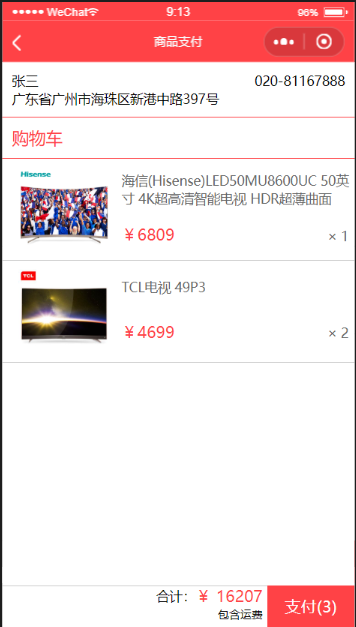 WeChat 9:13 96%
商品支付
张三 020-81167888
广东省广州市海珠区新港中路397号
购物车
Hisense
海信(Hisense)LED50MU8600UC 50英
寸 4K超高清智能电视 HDR超薄曲面
¥6809 × 1
TCL
TCL电视 49P3
¥4699 × 2
合计：¥ 16207
包含运费
支付(3)